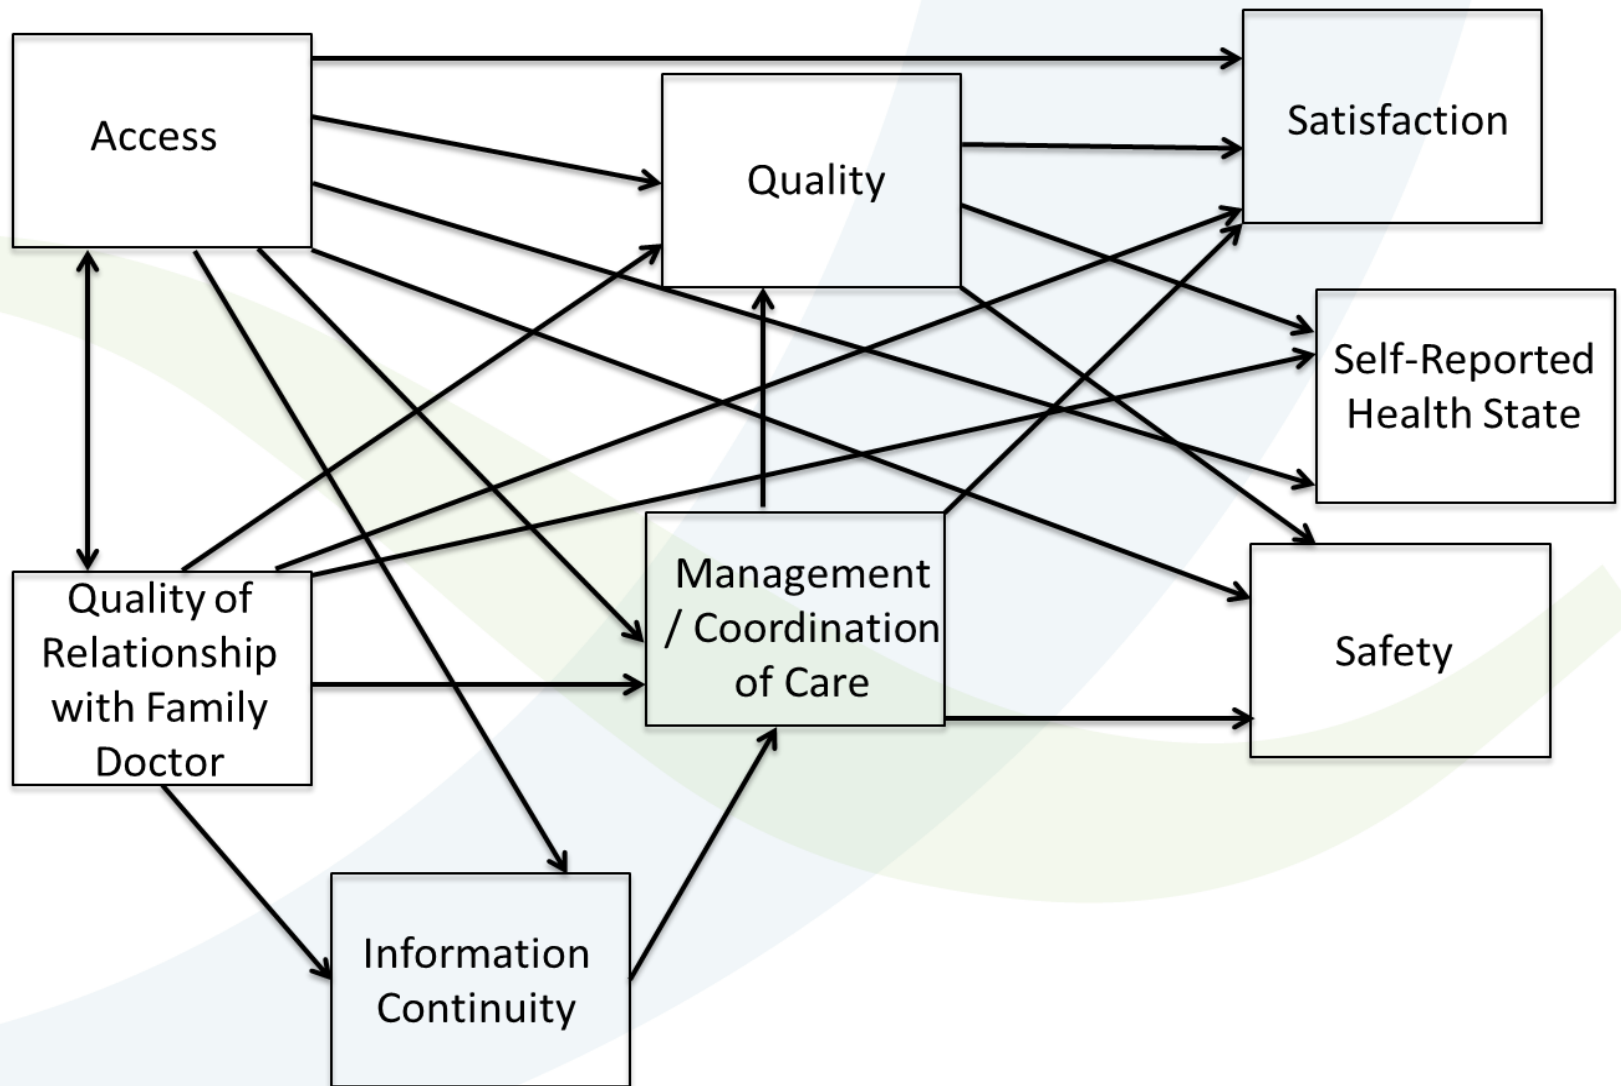 Access
Quality
Satisfaction
Self-Reported
Health State
Quality of
Relationship
with Family
Doctor
Management
/ Coordination
of Care
Safety
Information
Continuity